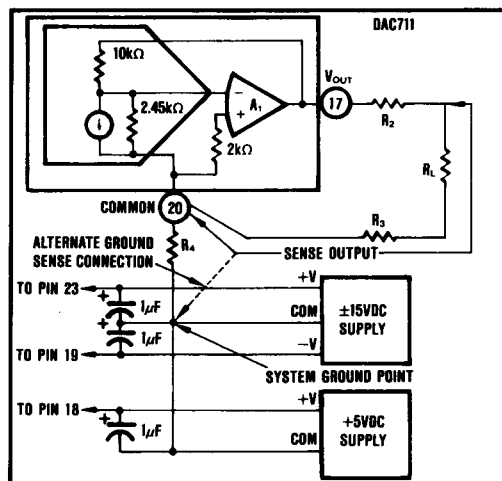 DAC711
10kΩ
2.45kΩ
I
−
+
A₁
2kΩ
V_OUT
17
R₂
R_L
COMMON
20
R₃
R₄
ALTERNATE GROUND
SENSE CONNECTION
SENSE OUTPUT
TO PIN 23
+
1μF
+
1μF
TO PIN 19
+V
COM
−V
±15VDC
SUPPLY
SYSTEM GROUND POINT
TO PIN 18
+
1μF
+V
COM
+5VDC
SUPPLY